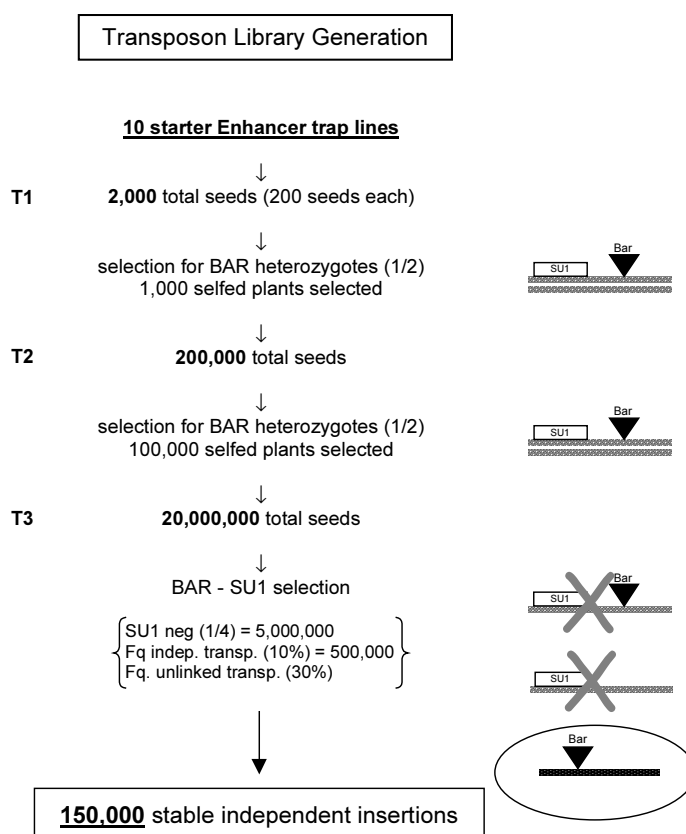 Transposon Library Generation
10 starter Enhancer trap lines
↓
T1 2,000 total seeds (200 seeds each)
↓
Bar
selection for BAR heterozygotes (1/2)
SU1
1,000 selfed plants selected
↓
T2 200,000 total seeds
↓
Bar
selection for BAR heterozygotes (1/2)
SU1
100,000 selfed plants selected
↓
T3 20,000,000 total seeds
↓
BAR - SU1 selection
Bar
SU1
SU1 neg (1/4) = 5,000,000
Fq indep. transp. (10%) = 500,000
Fq. unlinked transp. (30%)
SU1
Bar
150,000 stable independent insertions